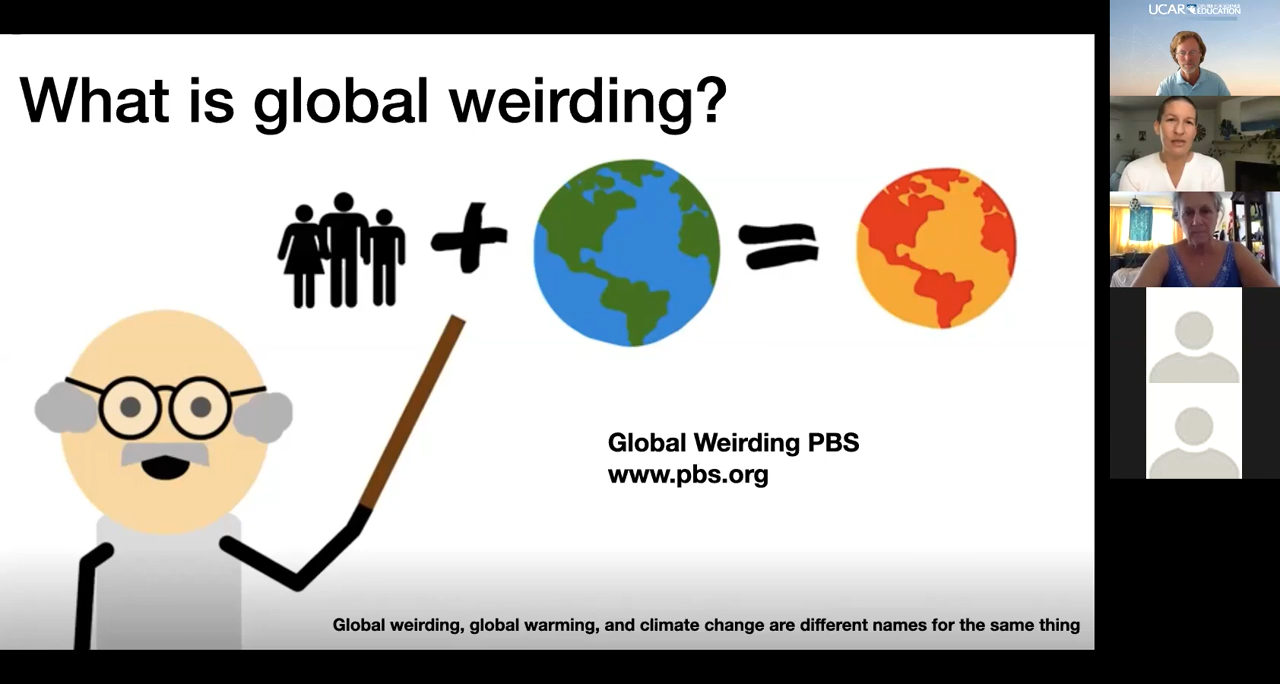 What is global weirding?
Global Weirding PBS
www.pbs.org
Global weirding, global warming, and climate change are different names for the same thing
UCAR
EDUCATION